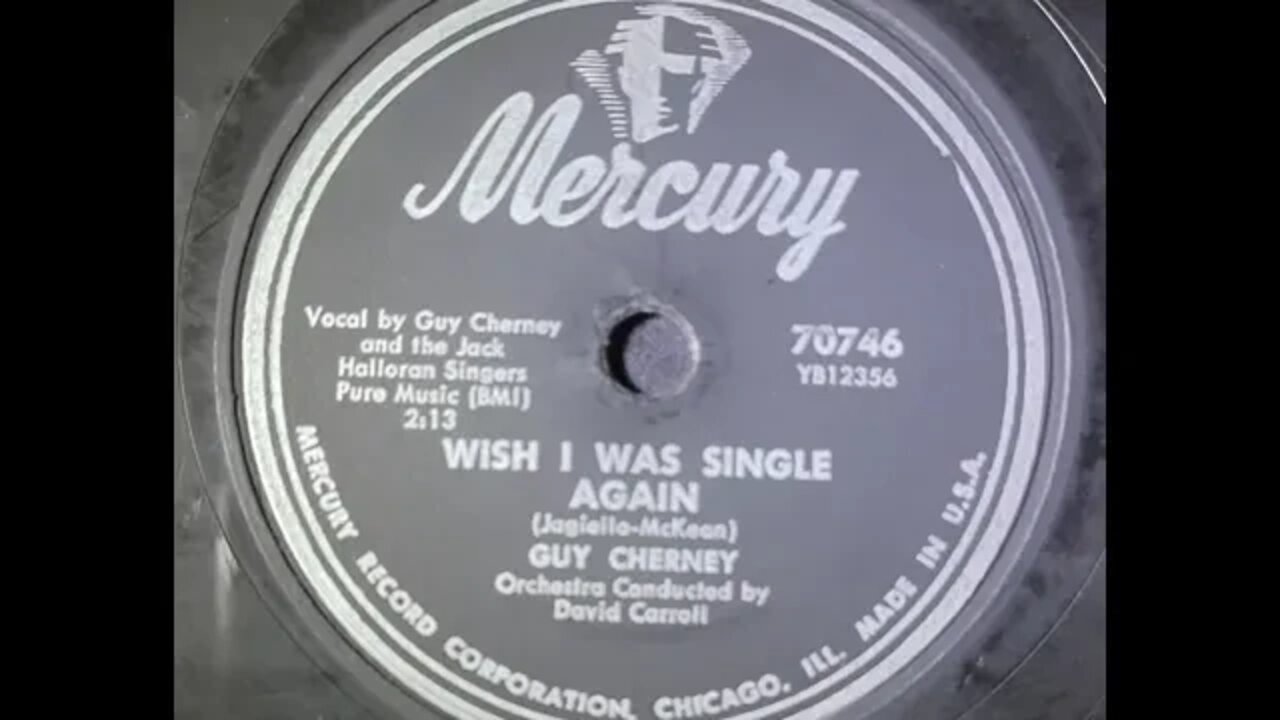 Mercury
Vocal by Guy Cherney
and the Jack
Halloran Singers
Pure Music (BMI)
2:13
70746
YB12356
WISH I WAS SINGLE
AGAIN
(Jagiello-McKean)
GUY CHERNEY
Orchestra Conducted by
David Carroll
MERCURY RECORD CORPORATION, CHICAGO, ILL. MADE IN U.S.A.